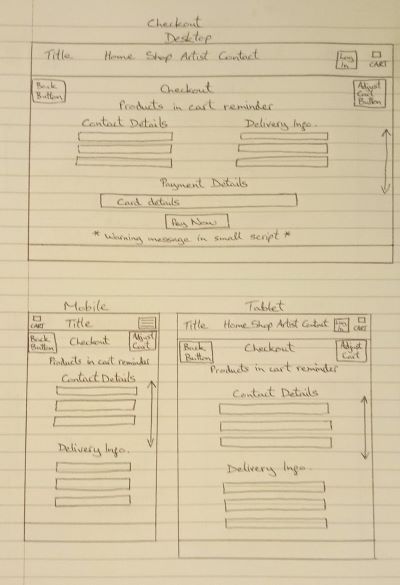 Checkout
Desktop
Title Home Shop Artist Contact Log In CART
Back Button
Checkout
Adjust Cart Button
Products in cart reminder
Contact Details Delivery Info.
Payment Details
Card details
Pay Now
* Warning message in small script *
Mobile
CART Title
Back Button
Checkout
Adjust Cart
Products in cart reminder
Contact Details
Delivery Info.
Tablet
Title Home Shop Artist Contact Log In CART
Back Button
Checkout
Adjust Cart
Products in cart reminder
Contact Details
Delivery Info.